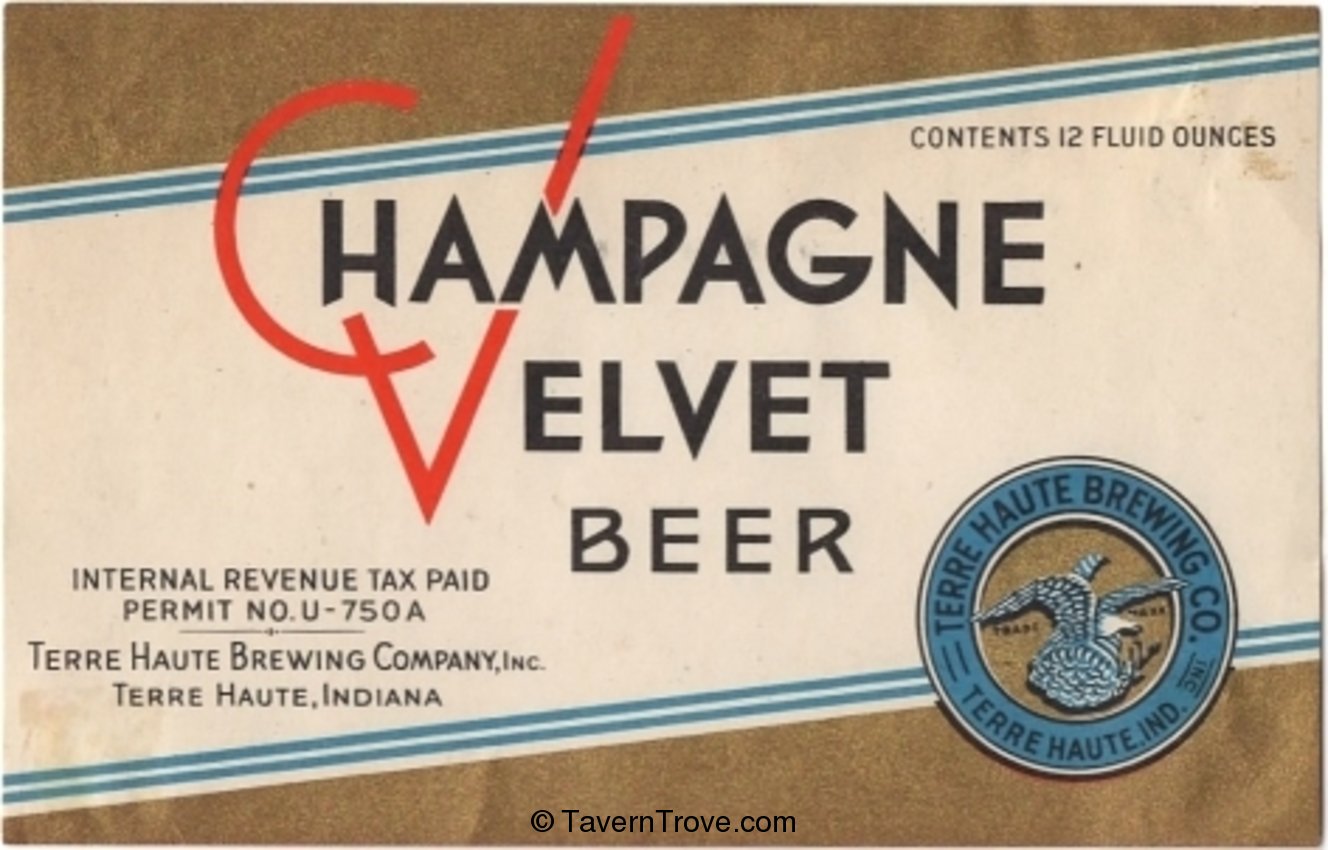 CONTENTS 12 FLUID OUNCES
CHAMPAGNE
VELVET
BEER
INTERNAL REVENUE TAX PAID
PERMIT NO. U-750A
TERRE HAUTE BREWING COMPANY, INC.
TERRE HAUTE, INDIANA
TERRE HAUTE BREWING CO. INC
TRADE MARK
TERRE HAUTE, IND.
© TavernTrove.com